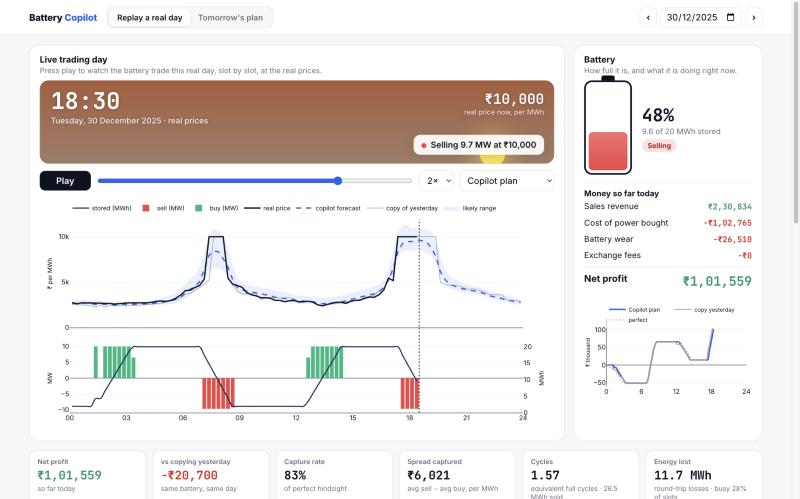 Battery Copilot
Replay a real day
Tomorrow's plan
30/12/2025
Live trading day
Press play to watch the battery trade this real day, slot by slot, at the real prices.
18:30
Tuesday, 30 December 2025 · real prices
₹10,000
real price now, per MWh
Selling 9.7 MW at ₹10,000
Play
2×
Copilot plan
stored (MWh)
sell (MW)
buy (MW)
real price
copilot forecast
copy of yesterday
likely range
₹ per MWh
10k
5k
0
MW
10
5
0
−5
−10
20
15
10
5
0
MWh
00
03
06
09
12
15
18
21
24
Battery
How full it is, and what it is doing right now.
48%
9.6 of 20 MWh stored
Selling
Money so far today
Sales revenue
₹2,30,834
Cost of power bought
-₹1,02,765
Battery wear
-₹26,510
Exchange fees
-₹0
Net profit
₹1,01,559
Copilot plan
copy yesterday
perfect
₹ thousand
100
50
0
−50
0
6
12
18
24
Net profit
₹1,01,559
so far today
vs copying yesterday
-₹20,700
same battery, same day
Capture rate
83%
of perfect hindsight
Spread captured
₹6,021
avg sell − avg buy, per MWh
Cycles
1.57
equivalent full cycles · 26.5
MWh sold
Energy lost
11.7 MWh
round-trip losses · busy 28%
of slots